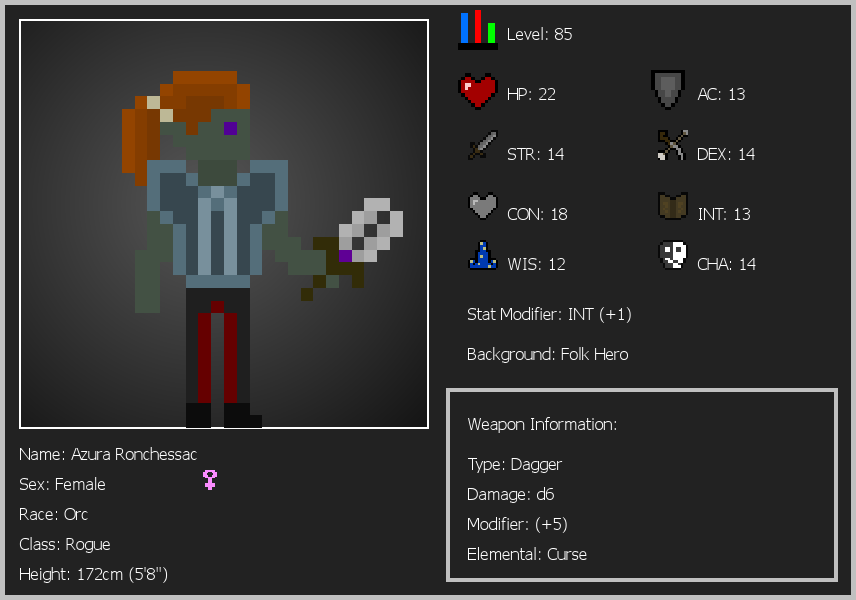 Level: 85
HP: 22
AC: 13
STR: 14
DEX: 14
CON: 18
INT: 13
WIS: 12
CHA: 14
Stat Modifier: INT (+1)
Background: Folk Hero
Weapon Information:
Type: Dagger
Damage: d6
Modifier: (+5)
Elemental: Curse
Name: Azura Ronchessac
Sex: Female
Race: Orc
Class: Rogue
Height: 172cm (5'8")